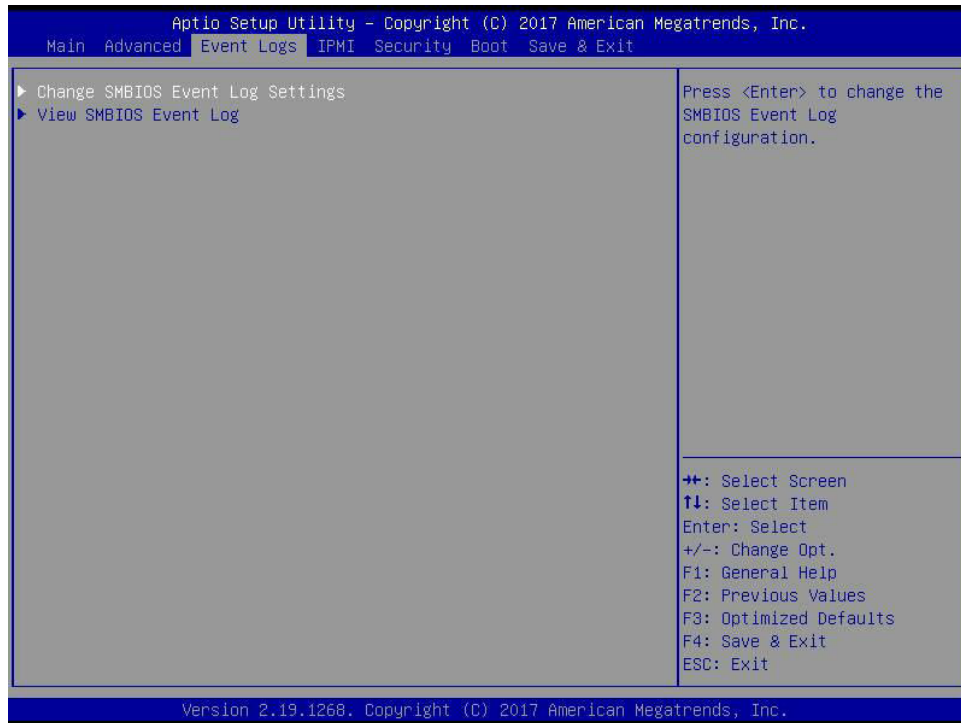 Aptio Setup Utility – Copyright (C) 2017 American Megatrends, Inc.
Main Advanced Event Logs IPMI Security Boot Save & Exit
▶ Change SMBIOS Event Log Settings
▶ View SMBIOS Event Log
Press <Enter> to change the
SMBIOS Event Log
configuration.
→←: Select Screen
↑↓: Select Item
Enter: Select
+/-: Change Opt.
F1: General Help
F2: Previous Values
F3: Optimized Defaults
F4: Save & Exit
ESC: Exit
Version 2.19.1268. Copyright (C) 2017 American Megatrends, Inc.